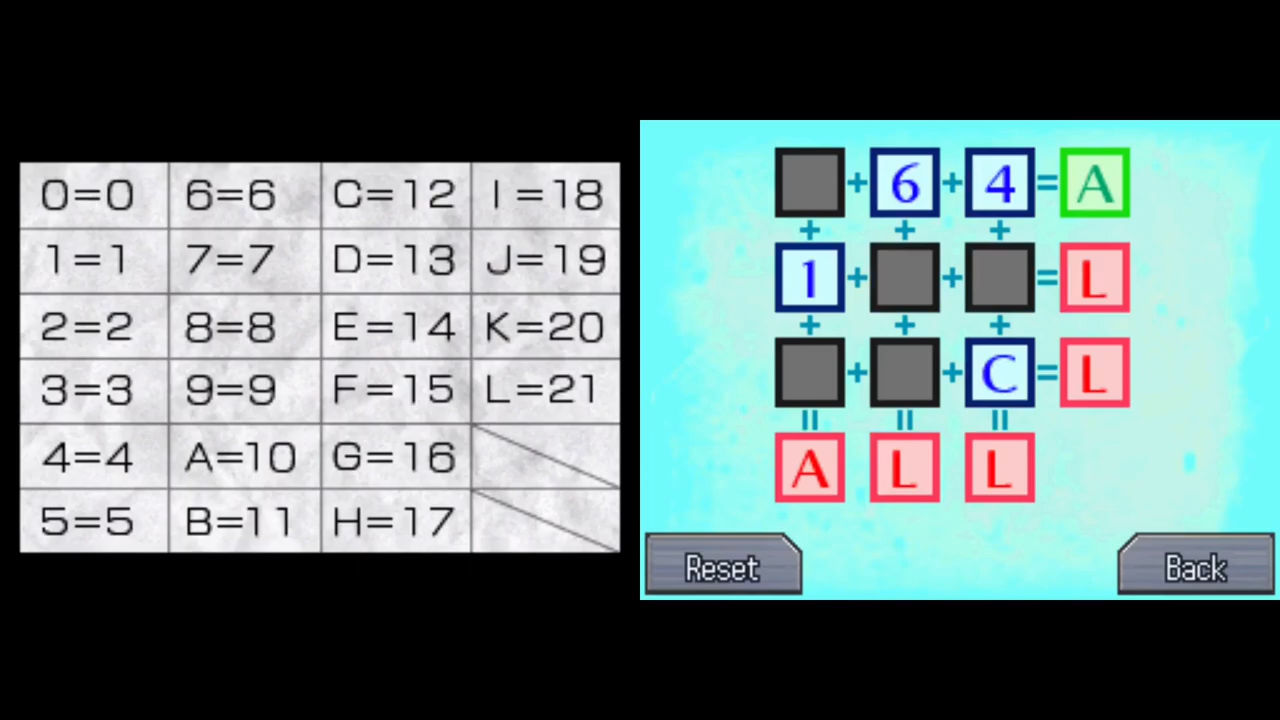 0=0 6=6 C=12 I=18
1=1 7=7 D=13 J=19
2=2 8=8 E=14 K=20
3=3 9=9 F=15 L=21
4=4 A=10 G=16
5=5 B=11 H=17
+ 6 + 4 = A
+ + +
1 + + = L
+ + +
+ + C = L
= = =
A L L
Reset Back